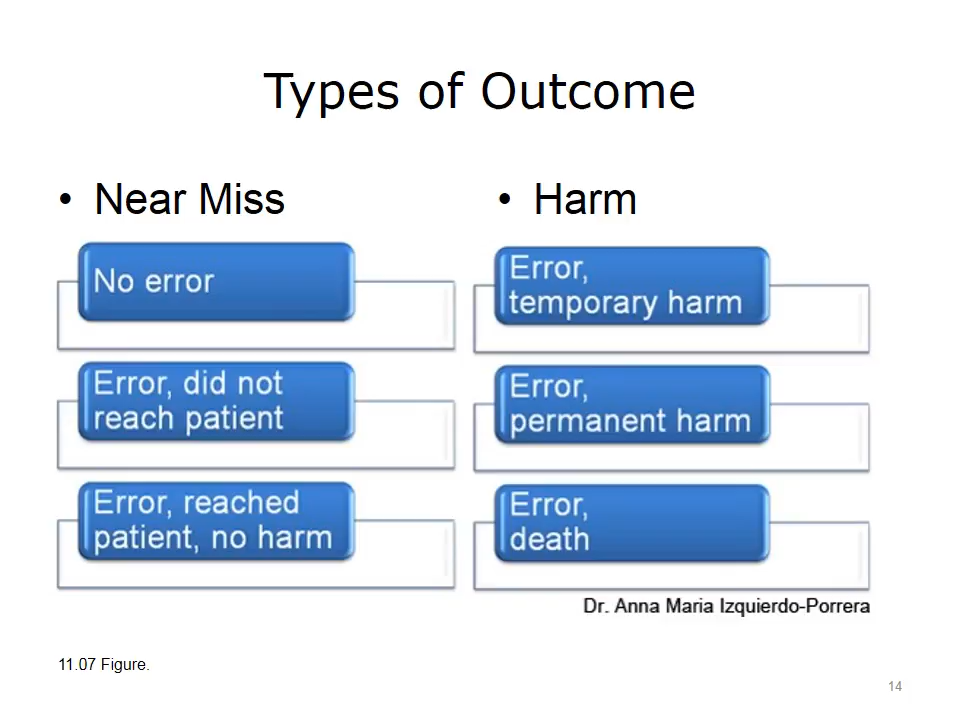 Types of Outcome
• Near Miss
No error
Error, did not
reach patient
Error, reached
patient, no harm
• Harm
Error,
temporary harm
Error,
permanent harm
Error,
death
Dr. Anna Maria Izquierdo-Porrera
11.07 Figure.
14